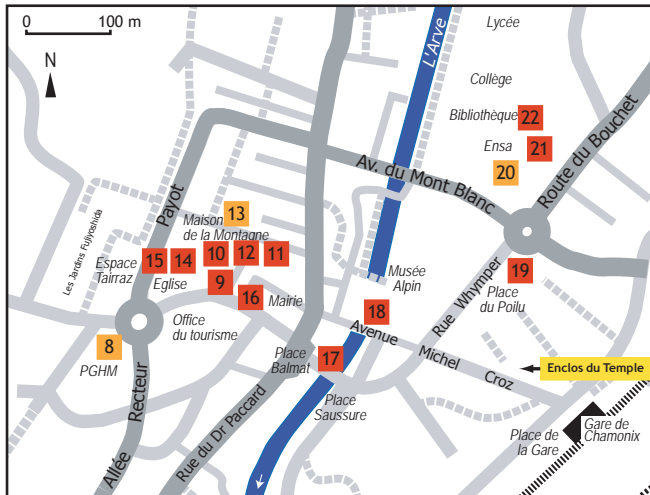 0 100 m
N
L'Arve
Lycée
Collège
Bibliothèque 22
Ensa 21
20
Route du Bouchet
Av. du Mont Blanc
Payot
13
Maison
de la Montagne
Les Jardins Fujiyoshida
Espace
Tairraz
15 14 10 12 11
Eglise
9
16 Mairie
Musée
Alpin
18
19
Place
du Poilu
Rue Whymper
Office
du tourisme
8
PGHM
Avenue Michel Croz
17
Place
Balmat
Place
Saussure
Enclos du Temple
Gare de
Chamonix
Place de
la Gare
Allée Recteur
Rue du Dr Paccard